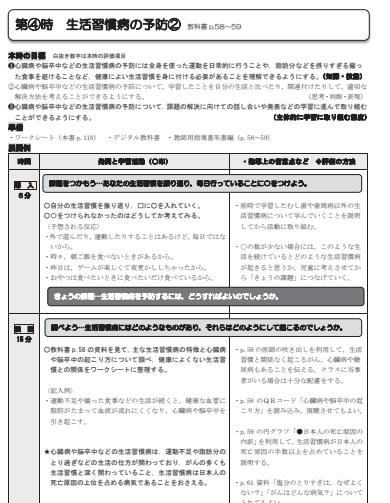 第④時　生活習慣病の予防② 教科書 p.58〜59
本時の目標　白抜き数字は本時の評価項目
❶心臓病や脳卒中などの生活習慣病の予防には全身を使った運動を日常的に行うことや、脂肪分などを摂りすぎる偏っ
た食事を避けることなど、健康によい生活習慣を身に付ける必要があることを理解できるようにする。（知識・技能）
②心臓病や脳卒中などの生活習慣病の予防について、学習したことを自分の生活と比べたり、関連付けたりして、適切な
解決方法を考えることができるようにする。（思考・判断・表現）
❸心臓病や脳卒中などの生活習慣病の予防について、課題の解決に向けての話し合いや発表などの学習に進んで取り組む
ことができるようにする。（主体的に学習に取り組む態度）
準備
・ワークシート（本書 p.118）　・デジタル教科書　・教師用指導書朱書編（p.58〜59）
展開例
時間
・指導上の留意点など　※評価の方法
導 入
5分
課題をつかもう…あなたの生活習慣を振り返り、毎日行っていることに○をつけよう。
○自分の生活習慣を振り返り、□に○を入れていく。
○○をつけられなかったのはどうしてか考えてみる。
（予想される反応）
・外で遊んだり、運動したりすることはあるけど、毎日ではな
いから。
・時々、朝ご飯を食べないときがあるから。
・昨日は、ゲームが楽しくて夜更かししちゃったから。
・おやつは食べたいときに食べたいだけ食べているから。
・前時で学習したむし歯や歯周病以外の生
活習慣病について学んでいくことを説明
してから活動に取り組む。
・○の数が少ない場合には、このような生
活を続けているとどのような生活習慣病
が起きると思うか、児童に考えさせてか
ら「きょうの課題」につなげていく。
きょうの課題…生活習慣病を予防するには、どうすればよいのでしょうか。
展 開
15分
調べよう…生活習慣病にはどのようなものがあり、それらはどのようにして起こるのでしょうか。
○教科書 p.58 の資料を見て、主な生活習慣病の特徴と心臓病
や脳卒中の起こり方について調べ、健康によくない生活習
慣との関係をワークシートに整理する。
（記入例）
・運動不足や偏った食事などの生活が続くと、健康な血管に
脂肪がたまって血液が流れにくくなり、心臓病や脳卒中を
引き起こす。
★心臓病や脳卒中などの生活習慣病は、運動不足や脂肪分の
とり過ぎなどの生活の仕方が関わっており、がんの多くも
生活習慣と深く関わっていること、生活習慣病は日本人の
死亡原因の上位を占める病気であることをおさえる。
・p.58 の医師の吹き出しを利用して、生活
習慣と関係なく起こるがん、心臓病や糖
尿病もあることを伝える。クラスに当事
者がいる場合は十分な配慮をする。
・p.58 のＱＲコード「心臓病や脳卒中の起
こり方」を読み込み、視聴させてもよい。
・p.59 の円グラフ「●日本人の死亡原因の
内訳」を利用して、生活習慣病が日本人の
死亡原因の半数以上を占めていることを
説明する。
・p.61 資料「塩分のとりすぎは、なぜよく
ない？」「がんはどんな病気？」につい